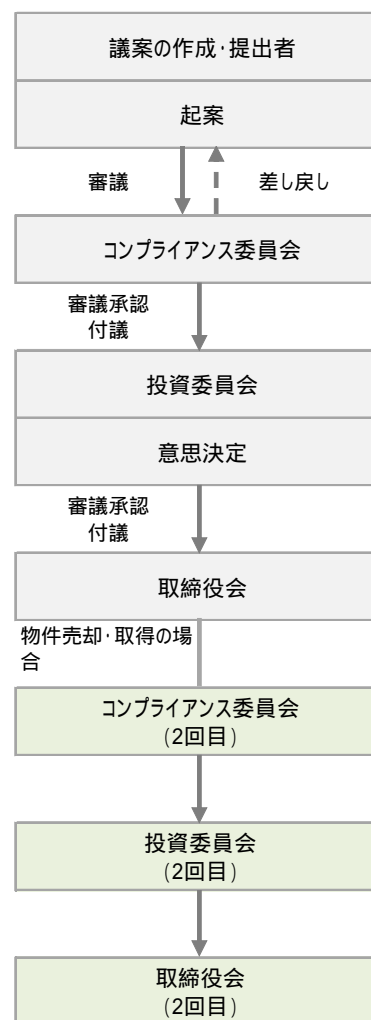 議案の作成･提出者
起案
審議
差し戻し
コンプライアンス委員会
審議承認
付議
投資委員会
意思決定
審議承認
付議
取締役会
物件売却･取得の場
合
コンプライアンス委員会
(2回目)
投資委員会
(2回目)
取締役会
(2回目)